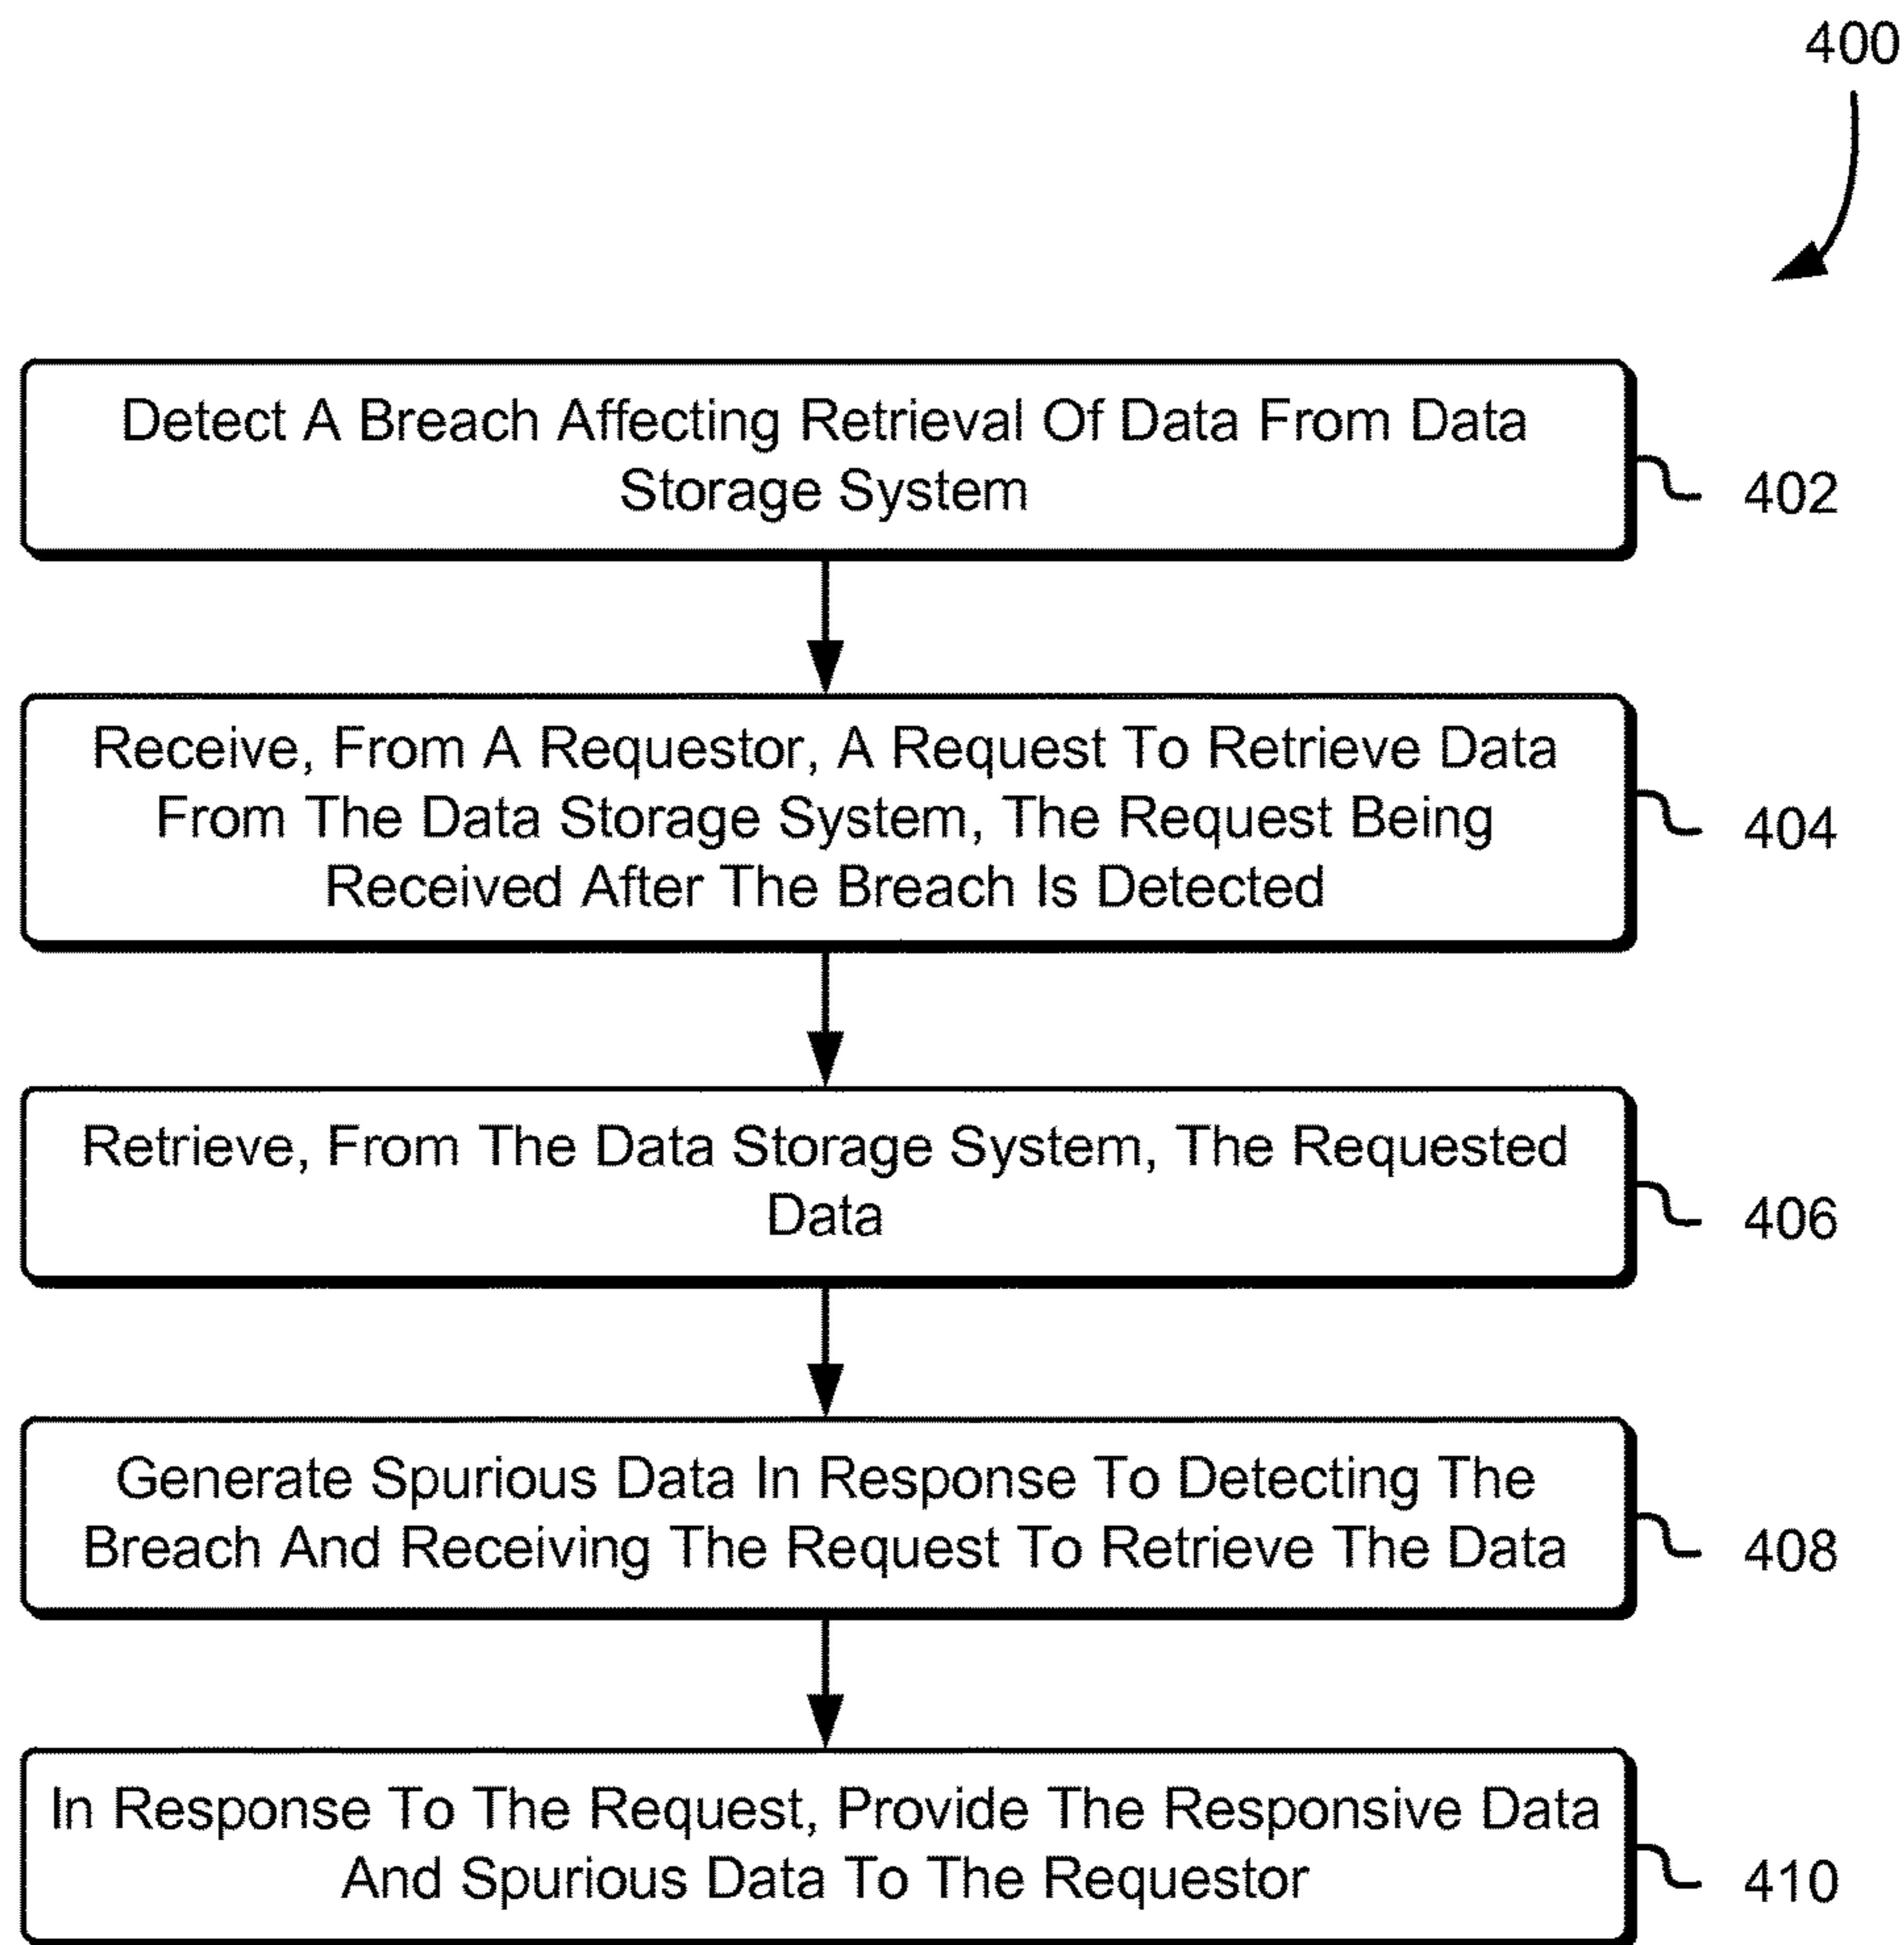 400
Detect A Breach Affecting Retrieval Of Data From Data
Storage System
402
Receive, From A Requestor, A Request To Retrieve Data
From The Data Storage System, The Request Being
Received After The Breach Is Detected
404
Retrieve, From The Data Storage System, The Requested
Data
406
Generate Spurious Data In Response To Detecting The
Breach And Receiving The Request To Retrieve The Data
408
In Response To The Request, Provide The Responsive Data
And Spurious Data To The Requestor
410